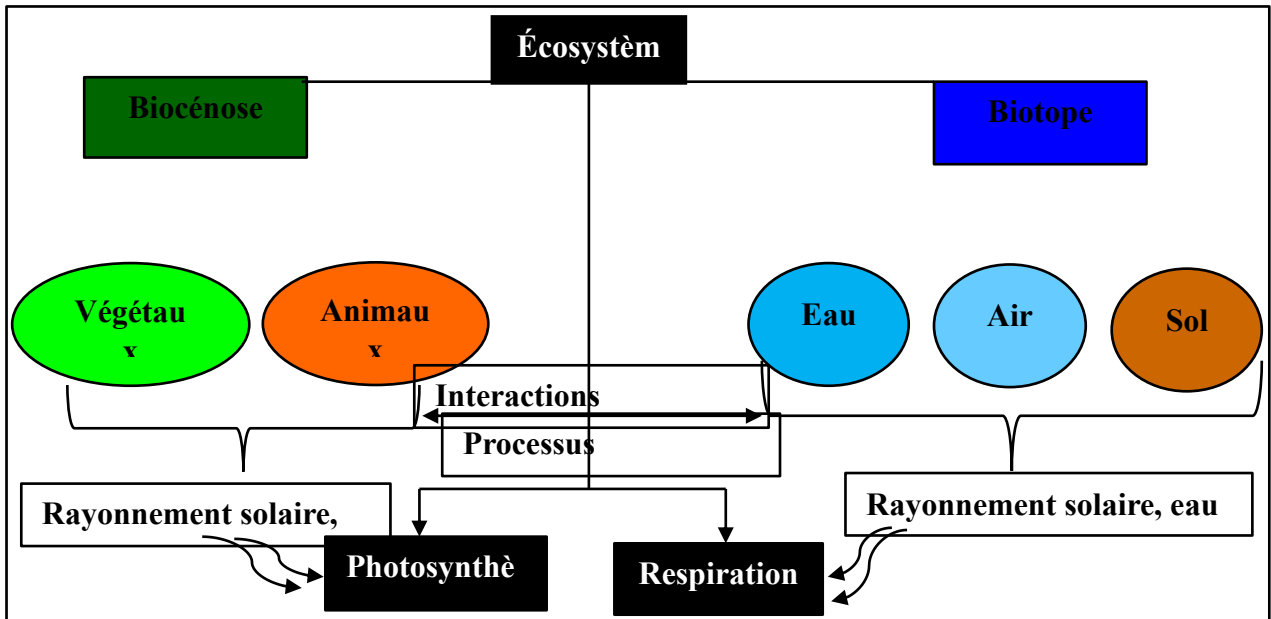 Écosystèm
Biocénose
Biotope
Végétau
x
Animau
x
Eau
Air
Sol
Interactions
Processus
Rayonnement solaire,
Rayonnement solaire, eau
Photosynthè
Respiration